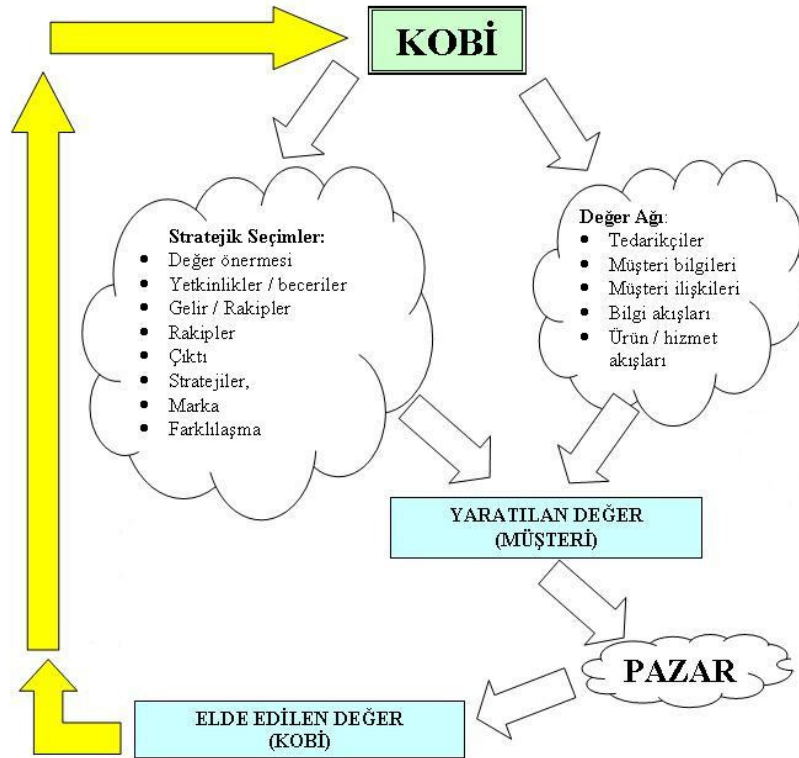 KOBİ
Stratejik Seçimler:
• Değer önermesi
• Yetkinlikler / beceriler
• Gelir / Rakipler
• Rakipler
• Çıktı
• Stratejiler,
• Marka
• Farklılaşma
Değer Ağı:
• Tedarikçiler
• Müşteri bilgileri
• Müşteri ilişkileri
• Bilgi akışları
• Ürün / hizmet
akışları
YARATILAN DEĞER
(MÜŞTERİ)
PAZAR
ELDE EDİLEN DEĞER
(KOBİ)